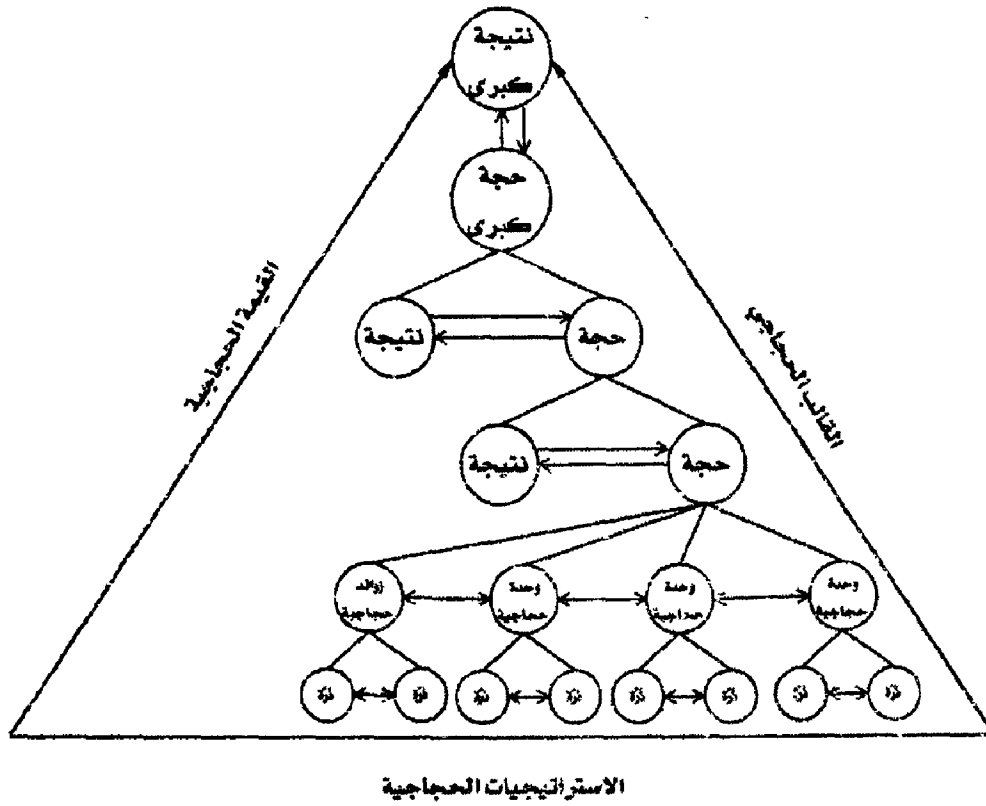 نتيجة
كبرى
حجة
كبرى
القيمة الحجاجية
القالب الحجاجي
حجة
نتيجة
حجة
نتيجة
وحدة
حجاجية
وحدة
حجاجية
وحدة
حجاجية
زوائد
حجاجية
الاستراتيجيات الحجاجية